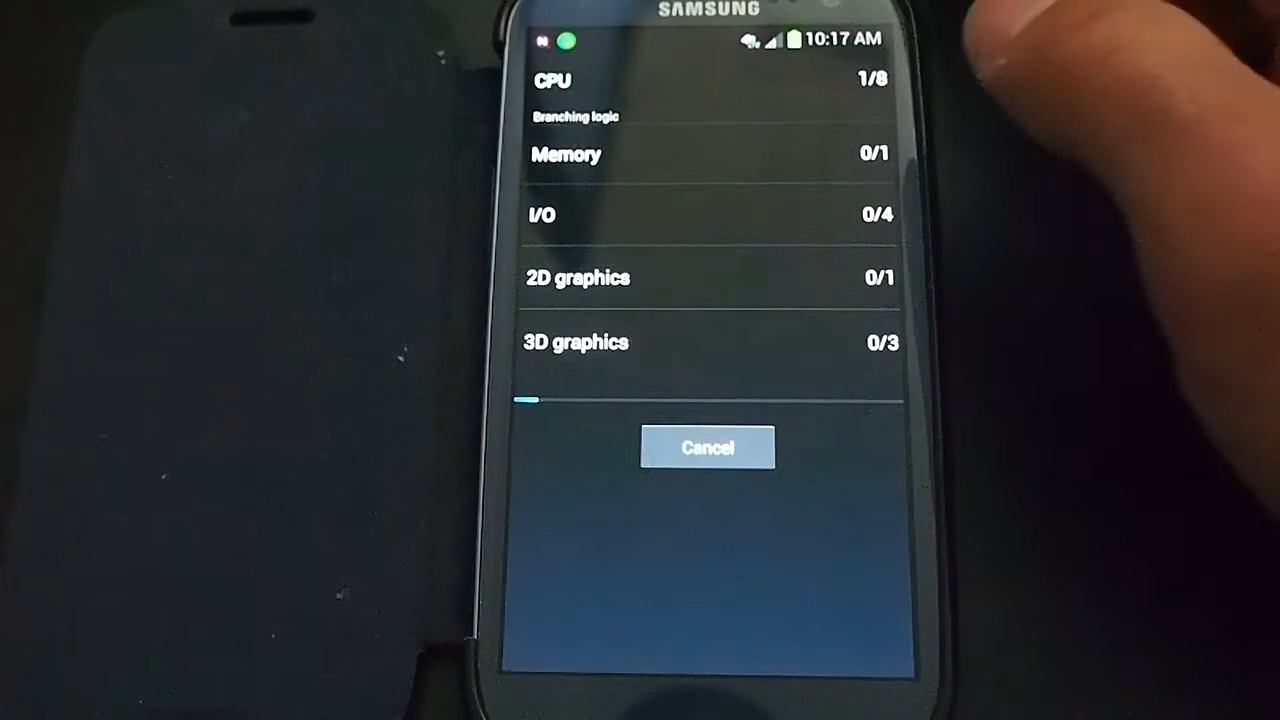 SAMSUNG
10:17 AM
CPU 1/8
Branching logic
Memory 0/1
I/O 0/4
2D graphics 0/1
3D graphics 0/3
Cancel